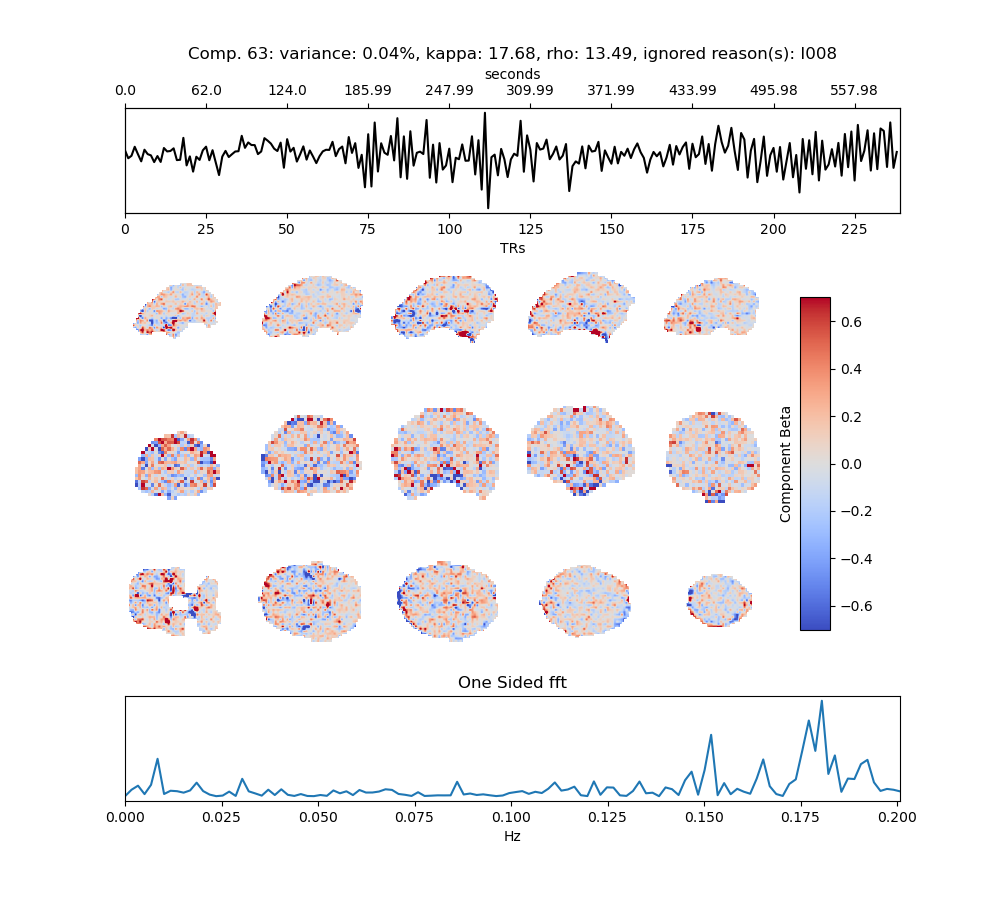 Comp. 63: variance: 0.04%, kappa: 17.68, rho: 13.49, ignored reason(s): I008
seconds
0.0 62.0 124.0 185.99 247.99 309.99 371.99 433.99 495.98 557.98
0 25 50 75 100 125 150 175 200 225
TRs
0.6
0.4
0.2
0.0
−0.2
−0.4
−0.6
Component Beta
One Sided fft
0.000 0.025 0.050 0.075 0.100 0.125 0.150 0.175 0.200
Hz